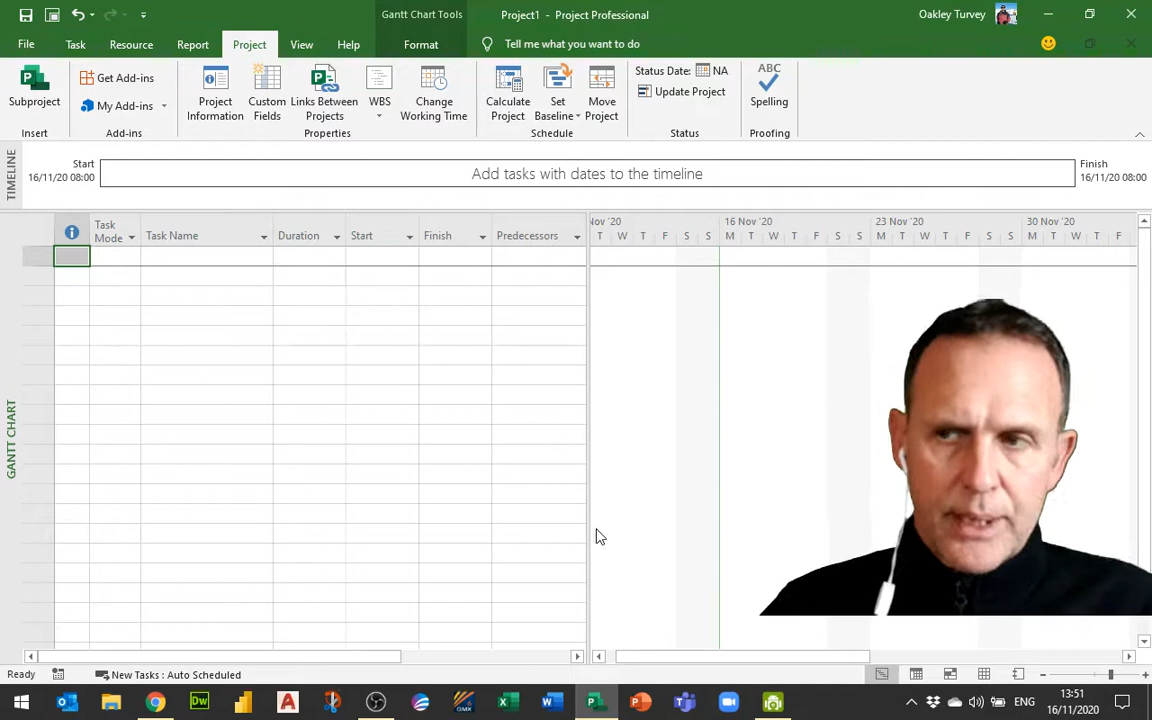 Gantt Chart Tools
Project1 - Project Professional
Oakley Turvey
File Task Resource Report Project View Help Format Tell me what you want to do
Subproject
Insert
Get Add-ins
My Add-ins
Add-ins
Project Information
Custom Fields
Links Between Projects
WBS
Change Working Time
Properties
Calculate Project
Set Baseline
Move Project
Schedule
Status Date: NA
Update Project
Status
ABC
Spelling
Proofing
TIMELINE
Start
16/11/20 08:00
Add tasks with dates to the timeline
Finish
16/11/20 08:00
Task Mode Task Name Duration Start Finish Predecessors
Nov '20 16 Nov '20 23 Nov '20 30 Nov '20
T W T F S S M T W T F S S M T W T F S S M T W T F
GANTT CHART
Ready New Tasks : Auto Scheduled
Dw
GMX
ENG
13:51
16/11/2020